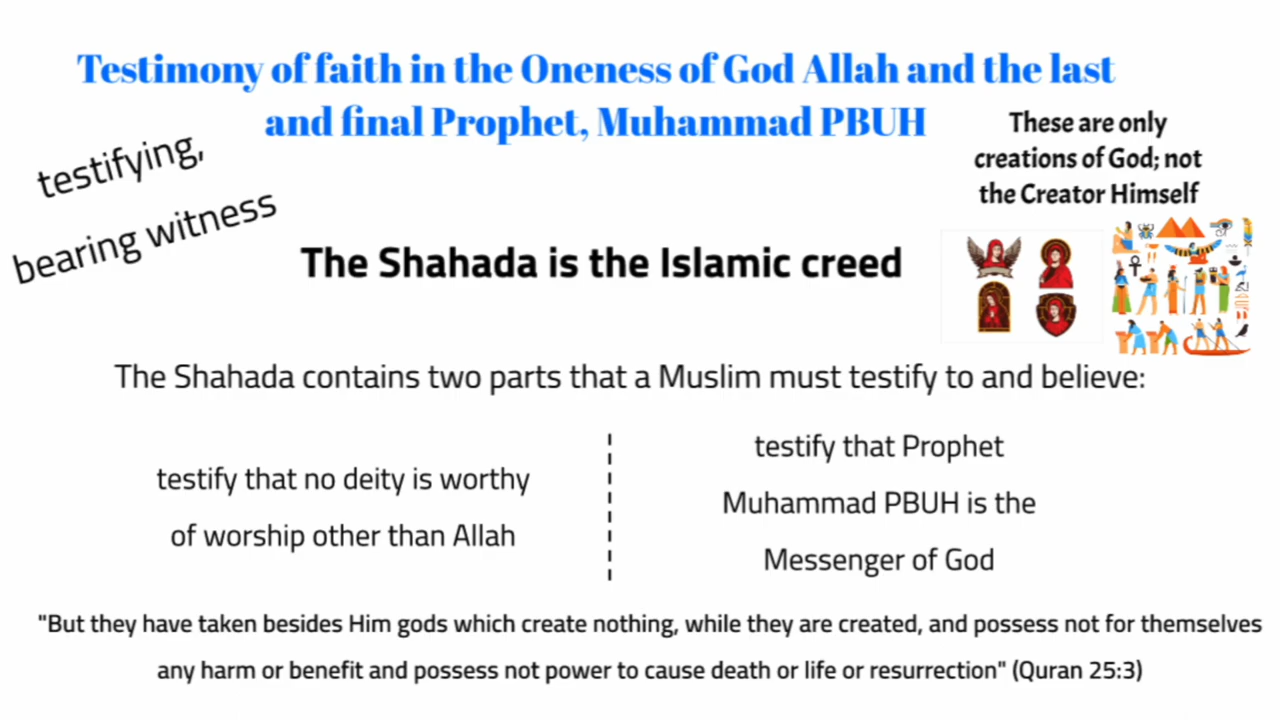 Testimony of faith in the Oneness of God Allah and the last
and final Prophet, Muhammad PBUH
testifying,
bearing witness
These are only
creations of God; not
the Creator Himself
The Shahada is the Islamic creed
The Shahada contains two parts that a Muslim must testify to and believe:
testify that no deity is worthy
of worship other than Allah
testify that Prophet
Muhammad PBUH is the
Messenger of God
"But they have taken besides Him gods which create nothing, while they are created, and possess not for themselves
any harm or benefit and possess not power to cause death or life or resurrection" (Quran 25:3)